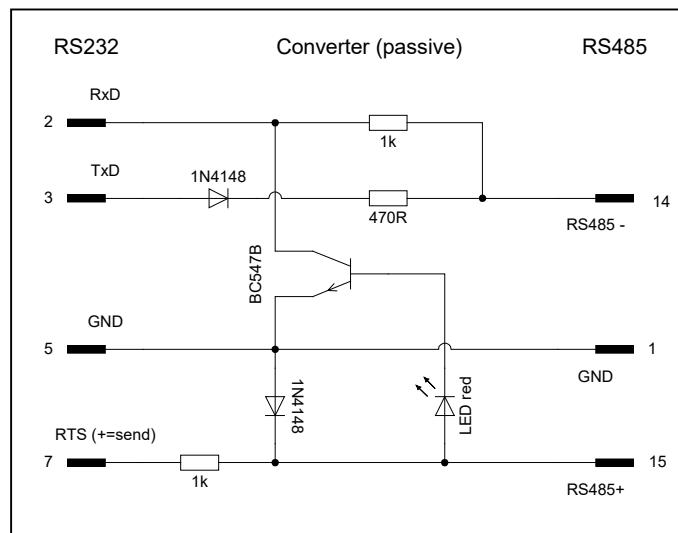 RS232 Converter (passive) RS485
RxD
2
1k
TxD
3
1N4148
470R
14
RS485 -
BC547B
GND
5
1
GND
1N4148
LED red
RTS (+=send)
7
1k
15
RS485+